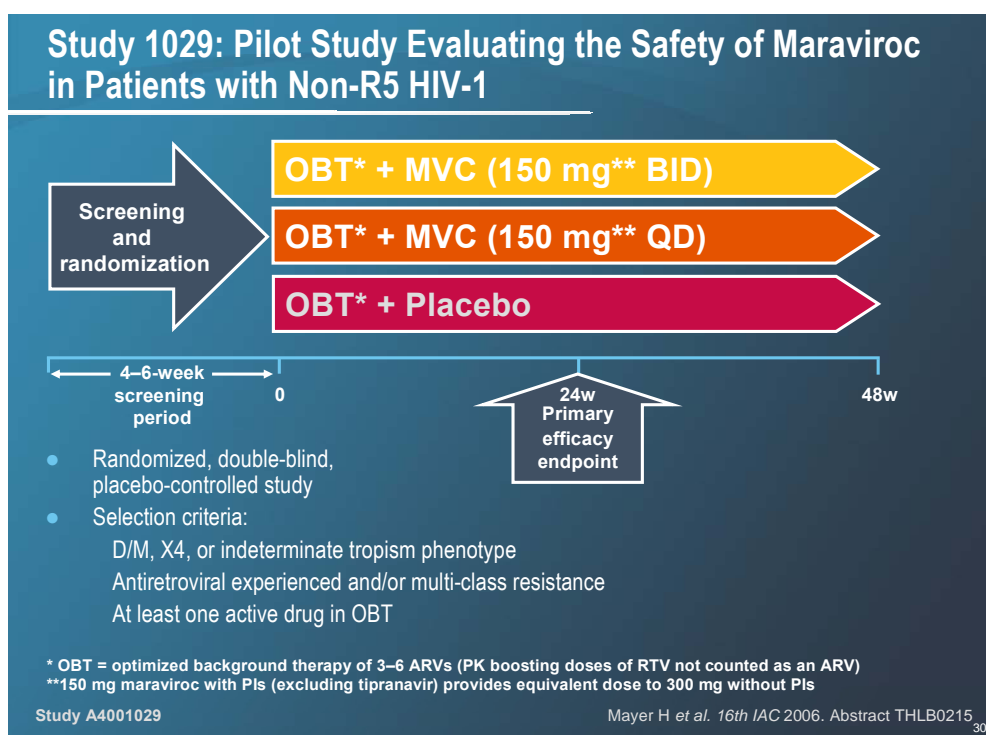 Study 1029: Pilot Study Evaluating the Safety of Maraviroc
in Patients with Non-R5 HIV-1
Screening
and
randomization
OBT* + MVC (150 mg** BID)
OBT* + MVC (150 mg** QD)
OBT* + Placebo
4–6-week
screening
period
0
24w
48w
Primary
efficacy
endpoint
● Randomized, double-blind,
placebo-controlled study
● Selection criteria:
D/M, X4, or indeterminate tropism phenotype
Antiretroviral experienced and/or multi-class resistance
At least one active drug in OBT
* OBT = optimized background therapy of 3–6 ARVs (PK boosting doses of RTV not counted as an ARV)
**150 mg maraviroc with PIs (excluding tipranavir) provides equivalent dose to 300 mg without PIs
Study A4001029
Mayer H et al. 16th IAC 2006. Abstract THLB0215
30